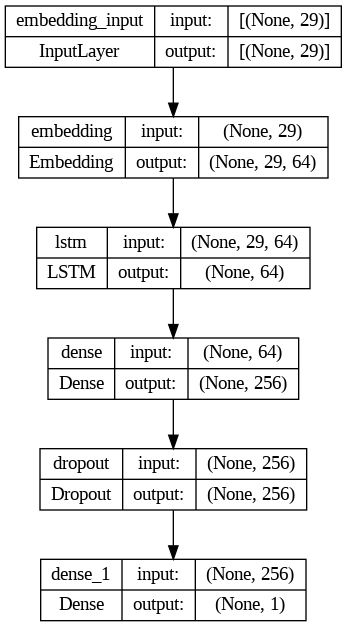 embedding_input input: [(None, 29)]
InputLayer output: [(None, 29)]
embedding input: (None, 29)
Embedding output: (None, 29, 64)
lstm input: (None, 29, 64)
LSTM output: (None, 64)
dense input: (None, 64)
Dense output: (None, 256)
dropout input: (None, 256)
Dropout output: (None, 256)
dense_1 input: (None, 256)
Dense output: (None, 1)